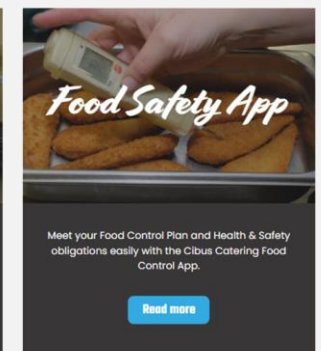 Food Safety App
Meet your Food Control Plan and Health & Safety
obligations easily with the Cibus Catering Food
Control App.
Read more